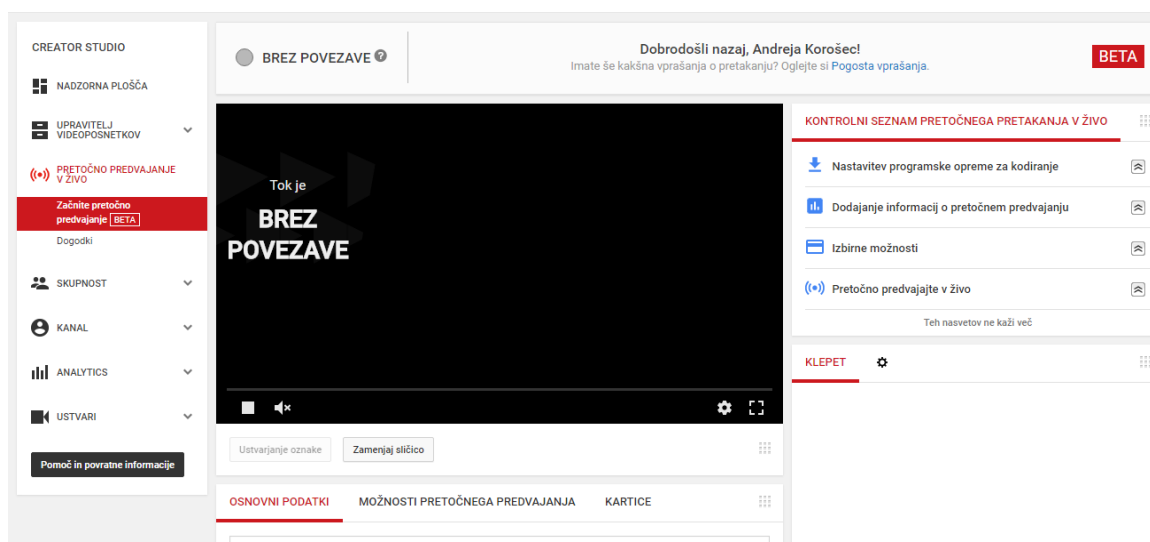 CREATOR STUDIO
NADZORNA PLOŠČA
UPRAVITELJ
VIDEOPOSNETKOV
PRETOČNO PREDVAJANJE
V ŽIVO
Začnite pretočno
predvajanje BETA
Dogodki
SKUPNOST
KANAL
ANALYTICS
USTVARI
Pomoč in povratne informacije
BREZ POVEZAVE ?
Dobrodošli nazaj, Andreja Korošec!
Imate še kakšna vprašanja o pretakanju? Oglejte si Pogosta vprašanja.
BETA
Tok je
BREZ
POVEZAVE
Ustvarjanje oznake
Zamenjaj sličico
OSNOVNI PODATKI
MOŽNOSTI PRETOČNEGA PREDVAJANJA
KARTICE
KONTROLNI SEZNAM PRETOČNEGA PRETAKANJA V ŽIVO
Nastavitev programske opreme za kodiranje
Dodajanje informacij o pretočnem predvajanju
Izbirne možnosti
Pretočno predvajajte v živo
Teh nasvetov ne kaži več
KLEPET